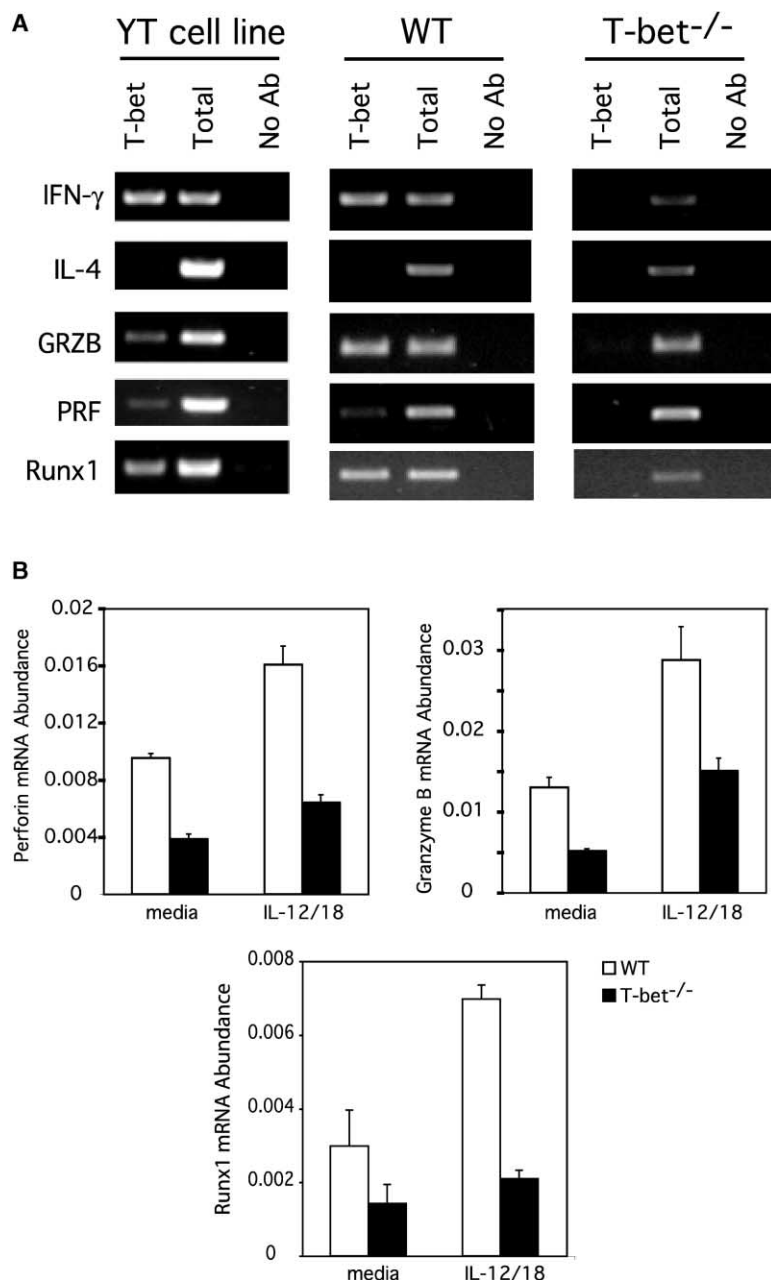 A
YT cell line WT T-bet-/-
T-bet Total No Ab T-bet Total No Ab T-bet Total No Ab
IFN-γ
IL-4
GRZB
PRF
Runx1
B
Perforin mRNA Abundance
0.02
0.016
0.012
0.008
0.004
0
media IL-12/18
Granzyme B mRNA Abundance
0.03
0.02
0.01
0
media IL-12/18
Runx1 mRNA Abundance
0.008
0.006
0.004
0.002
0
media IL-12/18
WT
T-bet-/-